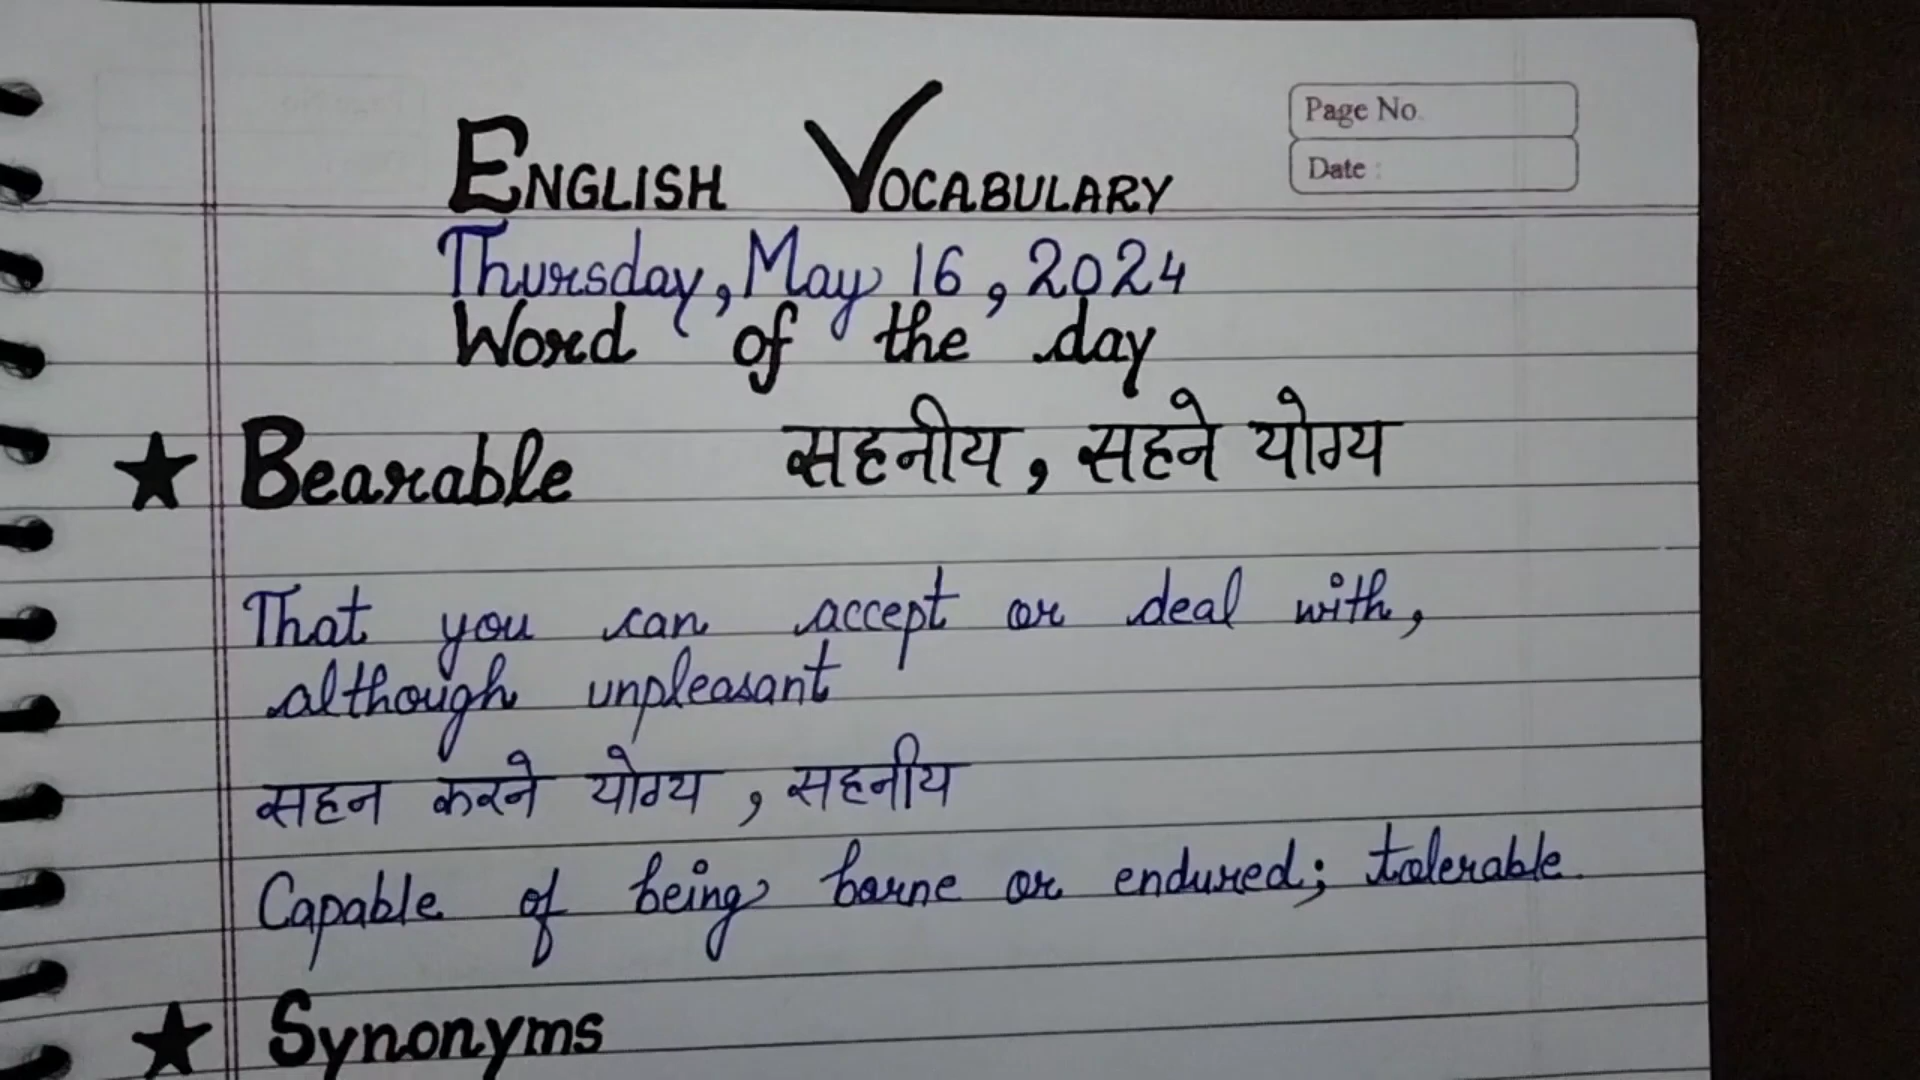 Page No.
Date :
ENGLISH VOCABULARY
Thursday, May 16, 2024
Word of the day
★ Bearable सहनीय, सहने योग्य
That you can accept or deal with,
although unpleasant
सहन करने योग्य, सहनीय
Capable of being borne or endured; tolerable.
★ Synonyms